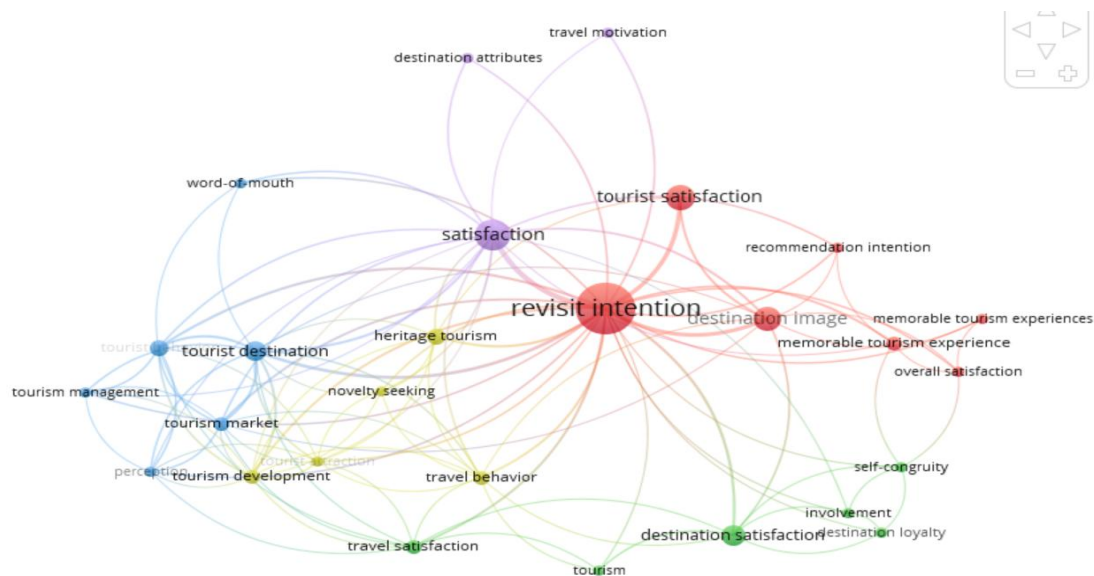 travel motivation
destination attributes
word-of-mouth
tourist satisfaction
satisfaction
recommendation intention
revisit intention
destination image
memorable tourism experiences
heritage tourism
memorable tourism experience
tourist destination
overall satisfaction
tourism management
novelty seeking
tourism market
perception
tourist attraction
tourism development
travel behavior
self-congruity
involvement
destination satisfaction
destination loyalty
travel satisfaction
tourism